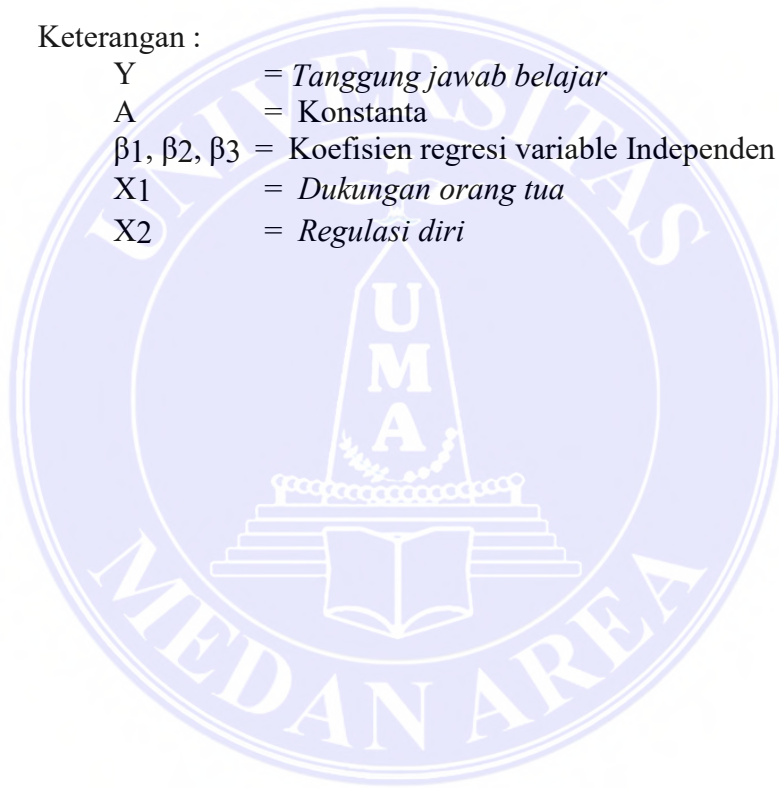 Keterangan :
Y = Tanggung jawab belajar
A = Konstanta
β1, β2, β3 = Koefisien regresi variable Independen
X1 = Dukungan orang tua
X2 = Regulasi diri
UNIVERSITAS
UMA
MEDAN AREA